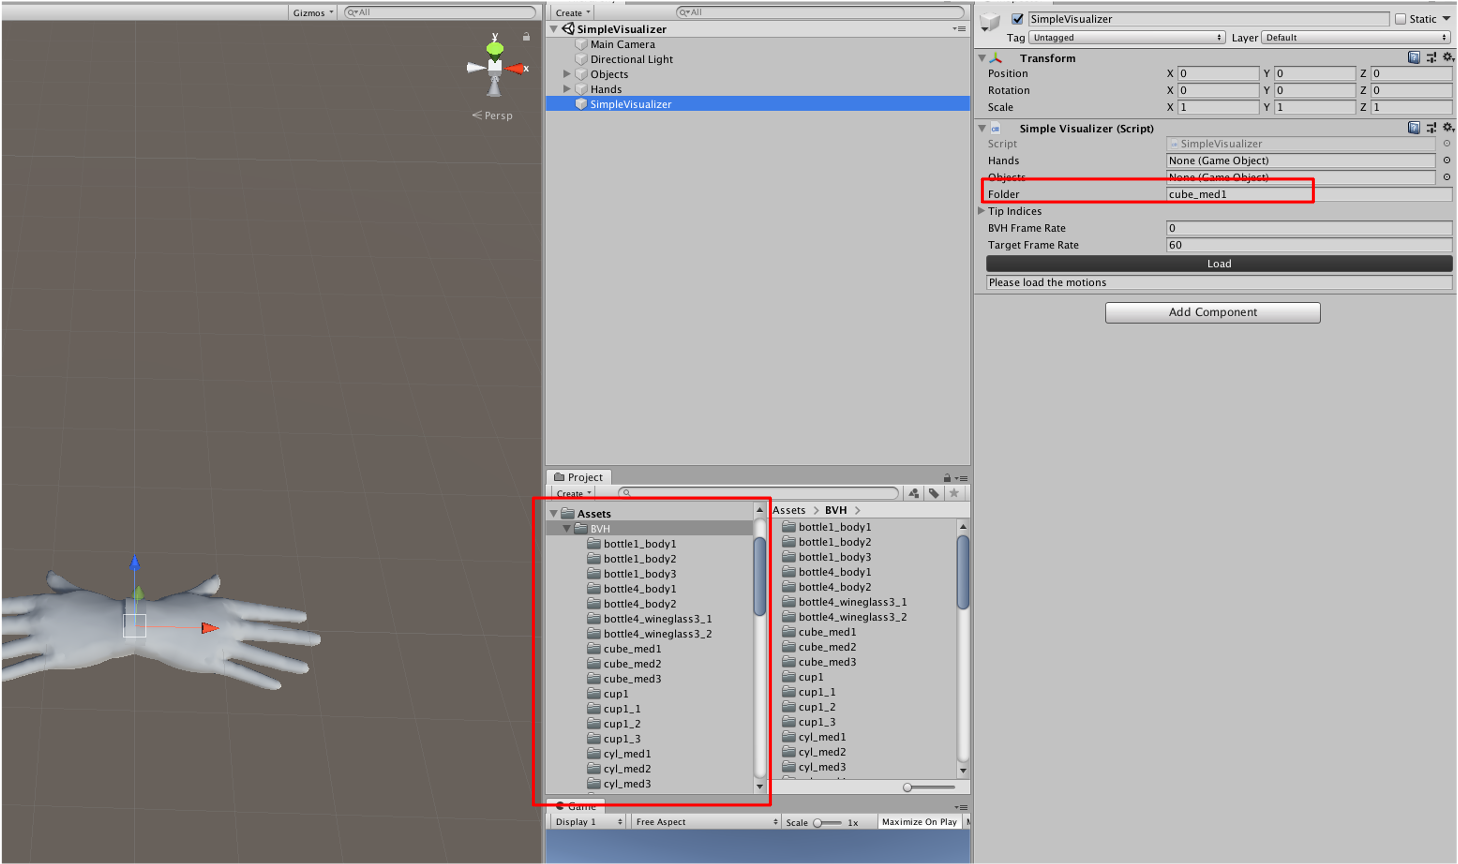 Gizmos
All
y
x
Persp
Create
All
SimpleVisualizer
Main Camera
Directional Light
Objects
Hands
SimpleVisualizer
Project
Create
Assets
BVH
bottle1_body1
bottle1_body2
bottle1_body3
bottle4_body1
bottle4_body2
bottle4_wineglass3_1
bottle4_wineglass3_2
cube_med1
cube_med2
cube_med3
cup1
cup1_1
cup1_2
cup1_3
cyl_med1
cyl_med2
cyl_med3
Assets > BVH >
bottle1_body1
bottle1_body2
bottle1_body3
bottle4_body1
bottle4_body2
bottle4_wineglass3_1
bottle4_wineglass3_2
cube_med1
cube_med2
cube_med3
cup1
cup1_1
cup1_2
cup1_3
cyl_med1
cyl_med2
cyl_med3
Game
Display 1 Free Aspect Scale 1x Maximize On Play
SimpleVisualizer Static
Tag Untagged Layer Default
Transform
Position X 0 Y 0 Z 0
Rotation X 0 Y 0 Z 0
Scale X 1 Y 1 Z 1
Simple Visualizer (Script)
Script SimpleVisualizer
Hands None (Game Object)
Objects None (Game Object)
Folder cube_med1
Tip Indices
BVH Frame Rate 0
Target Frame Rate 60
Load
Please load the motions
Add Component